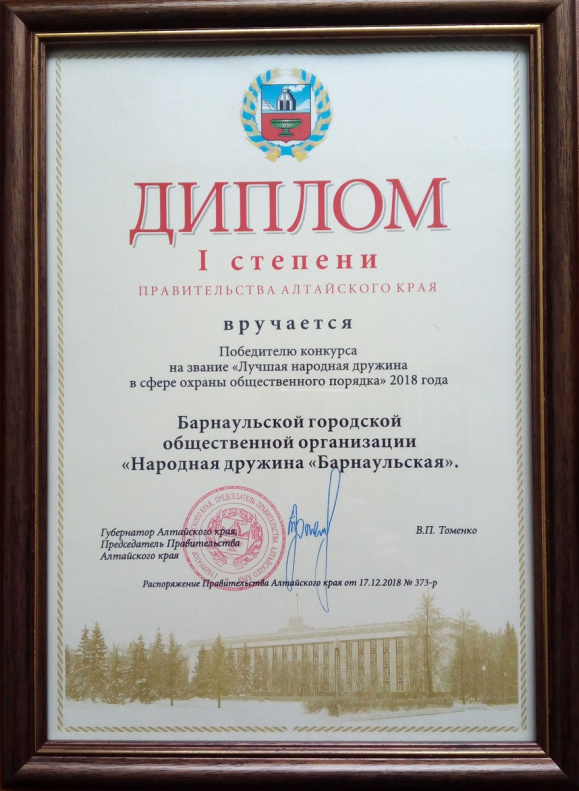 ДИПЛОМ
I степени
ПРАВИТЕЛЬСТВА АЛТАЙСКОГО КРАЯ
вручается
Победителю конкурса
на звание «Лучшая народная дружина
в сфере охраны общественного порядка» 2018 года
Барнаульской городской
общественной организации
«Народная дружина «Барнаульская».
Губернатор Алтайского края,
Председатель Правительства
Алтайского края
В.П. Томенко
Распоряжение Правительства Алтайского края от 17.12.2018 № 373-р